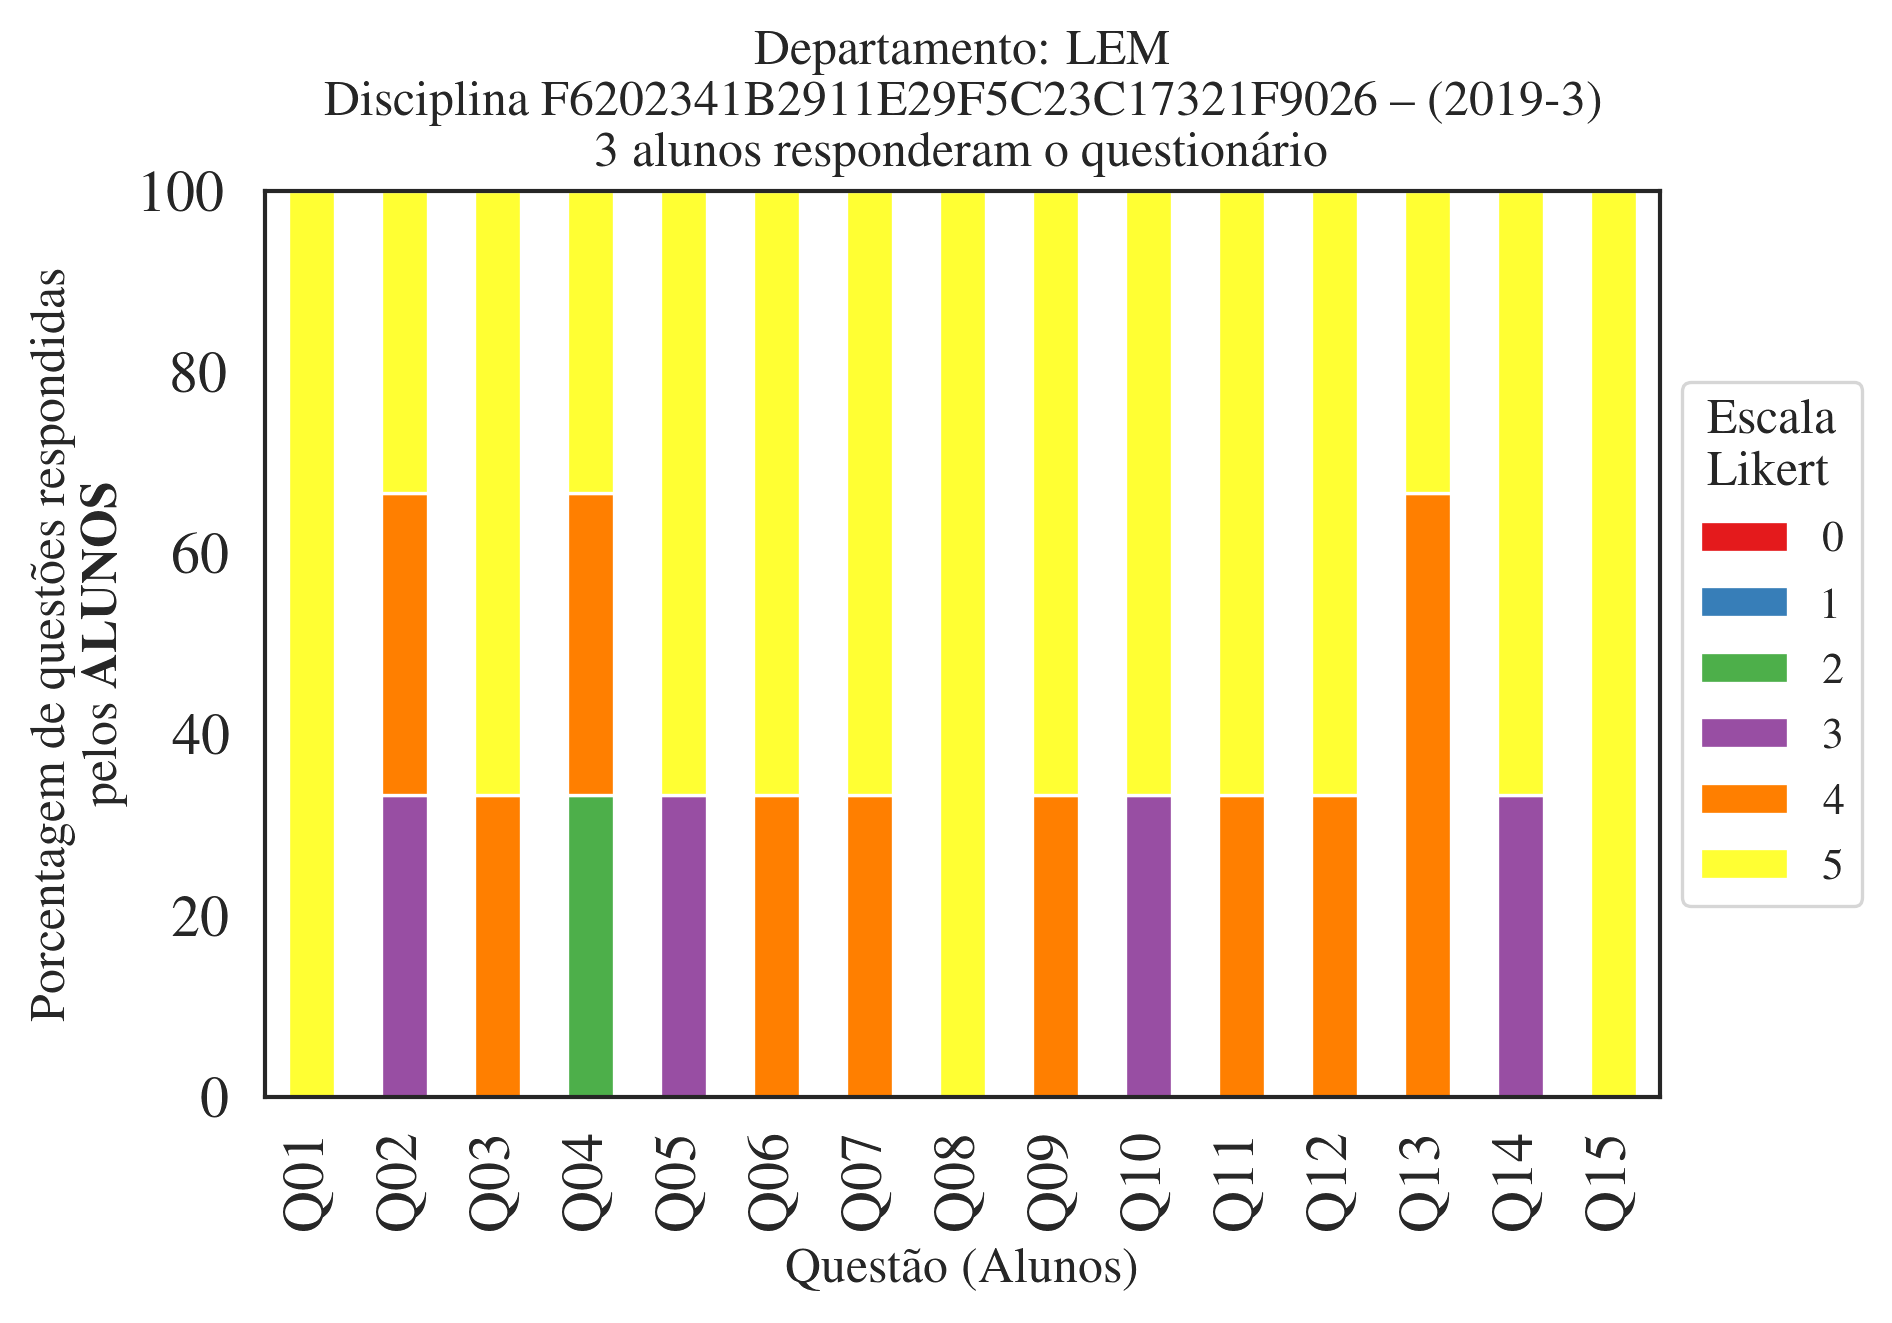 Departamento: LEM
Disciplina F6202341B2911E29F5C23C17321F9026 – (2019-3)
3 alunos responderam o questionário
Porcentagem de questões respondidas
pelos ALUNOS
100
80
60
40
20
0
Q01
Q02
Q03
Q04
Q05
Q06
Q07
Q08
Q09
Q10
Q11
Q12
Q13
Q14
Q15
Questão (Alunos)
Escala
Likert
0
1
2
3
4
5